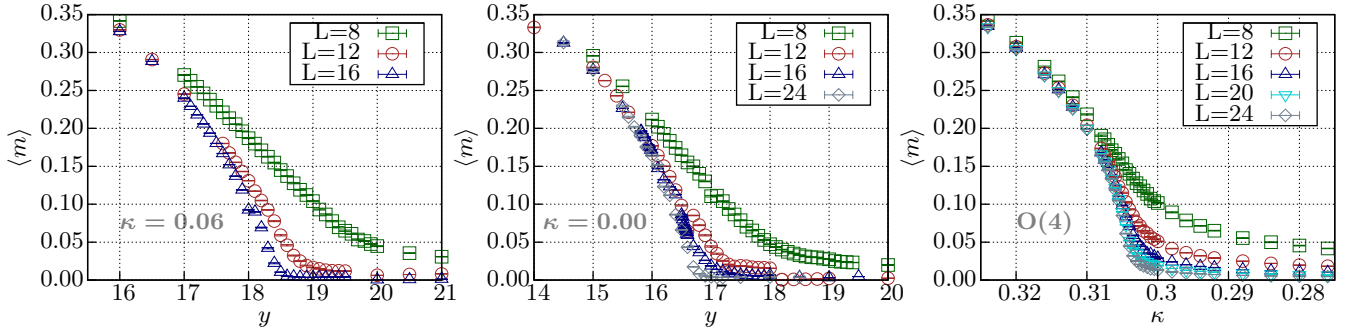 0.35
0.30
0.25
0.20
0.15
0.10
0.05
0.00
⟨m⟩
16 17 18 19 20 21
y
L=8
L=12
L=16
κ = 0.06
0.35
0.30
0.25
0.20
0.15
0.10
0.05
0.00
⟨m⟩
14 15 16 17 18 19 20
y
L=8
L=12
L=16
L=24
κ = 0.00
0.35
0.30
0.25
0.20
0.15
0.10
0.05
0.00
⟨m⟩
0.32 0.31 0.3 0.29 0.28
κ
L=8
L=12
L=16
L=20
L=24
O(4)